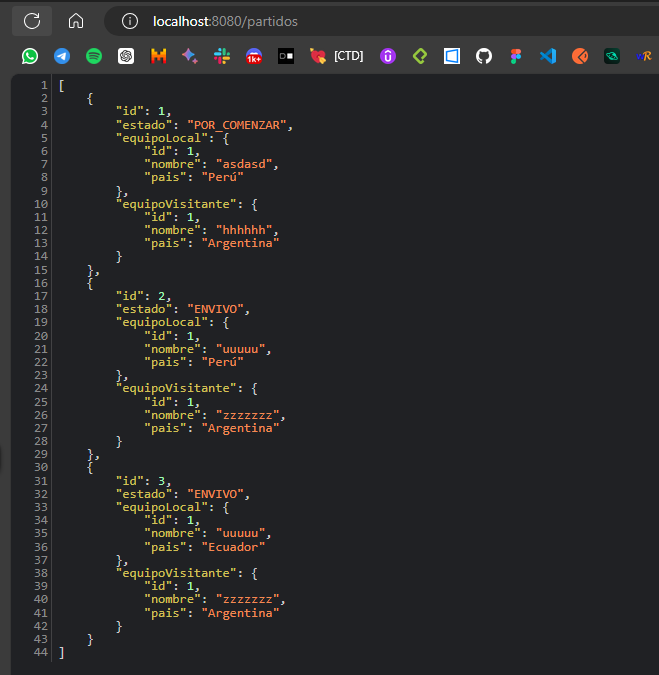 localhost:8080/partidos
1K+ [CTD] R
1 [
2 {
3 "id": 1,
4 "estado": "POR_COMENZAR",
5 "equipoLocal": {
6 "id": 1,
7 "nombre": "asdasd",
8 "pais": "Perú"
9 },
10 "equipoVisitante": {
11 "id": 1,
12 "nombre": "hhhhhh",
13 "pais": "Argentina"
14 }
15 },
16 {
17 "id": 2,
18 "estado": "ENVIVO",
19 "equipoLocal": {
20 "id": 1,
21 "nombre": "uuuuu",
22 "pais": "Perú"
23 },
24 "equipoVisitante": {
25 "id": 1,
26 "nombre": "zzzzzzz",
27 "pais": "Argentina"
28 }
29 },
30 {
31 "id": 3,
32 "estado": "ENVIVO",
33 "equipoLocal": {
34 "id": 1,
35 "nombre": "uuuuu",
36 "pais": "Ecuador"
37 },
38 "equipoVisitante": {
39 "id": 1,
40 "nombre": "zzzzzzz",
41 "pais": "Argentina"
42 }
43 }
44 ]